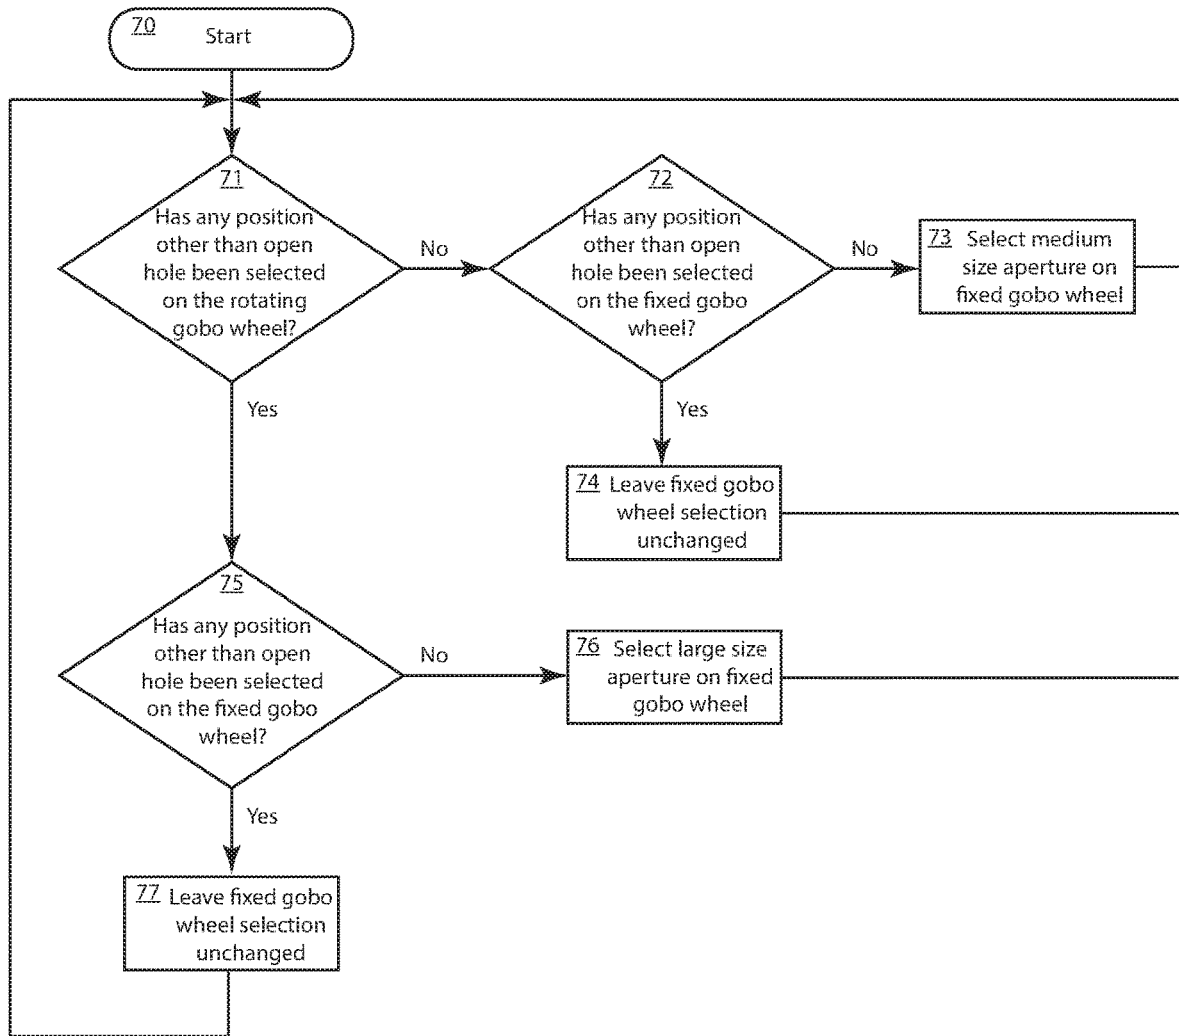 70 Start
71
Has any position
other than open
hole been selected
on the rotating
gobo wheel?
No
72
Has any position
other than open
hole been selected
on the fixed gobo
wheel?
No
73 Select medium
size aperture on
fixed gobo wheel
Yes
Yes
74 Leave fixed gobo
wheel selection
unchanged
75
Has any position
other than open
hole been selected
on the fixed gobo
wheel?
No
76 Select large size
aperture on fixed
gobo wheel
Yes
77 Leave fixed gobo
wheel selection
unchanged